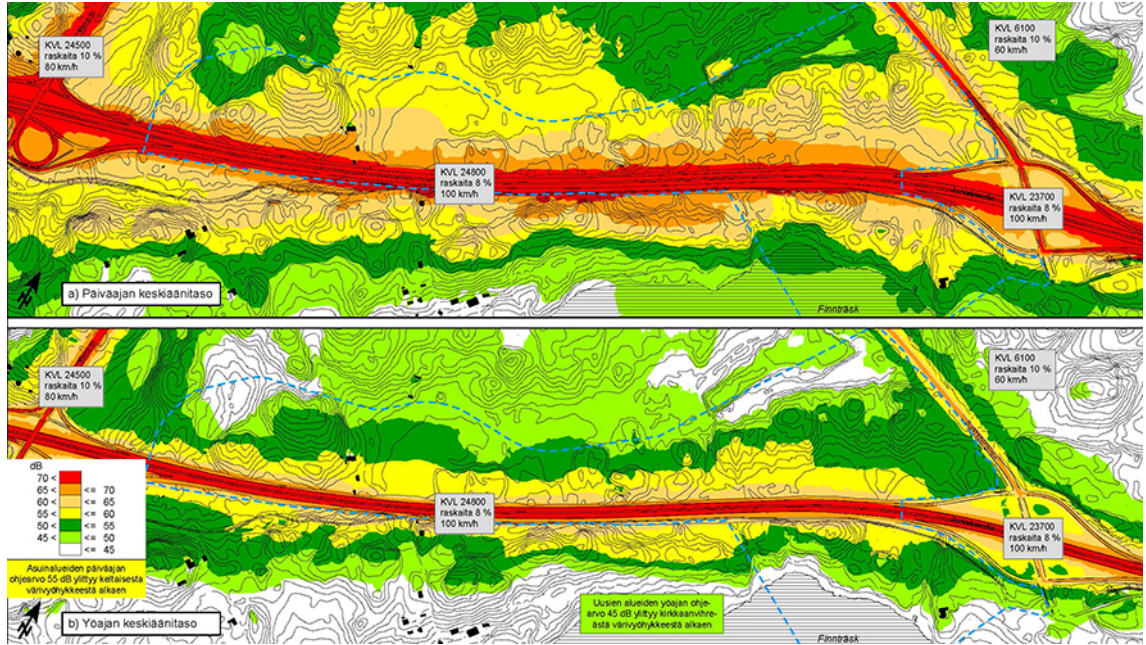 KVL 24500
raskaita 10 %
80 km/h
KVL 6100
raskaita 10 %
60 km/h
KVL 24800
raskaita 8 %
100 km/h
KVL 23700
raskaita 8 %
100 km/h
a) Päiväajan keskiäänitaso
Finnträsk
KVL 24500
raskaita 10 %
80 km/h
KVL 6100
raskaita 10 %
60 km/h
KVL 24800
raskaita 8 %
100 km/h
KVL 23700
raskaita 8 %
100 km/h
dB
70 <
65 < <= 70
60 < <= 65
55 < <= 60
50 < <= 55
45 < <= 50
<= 45
Asuinalueiden päiväajan
ohjearvo 55 dB ylittyy keltaisesta
värivyöhykkeestä alkaen
b) Yöajan keskiäänitaso
Uusien alueiden yöajan ohje-
arvo 45 dB ylittyy kirkkaanvihre-
ästä värivyöhykkeestä alkaen
Finnträsk